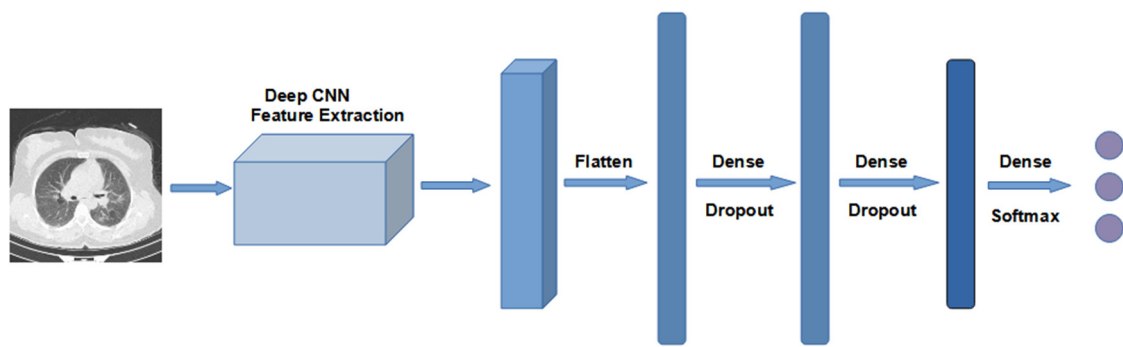 Deep CNN
Feature Extraction
Flatten
Dense
Dropout
Dense
Dropout
Dense
Softmax